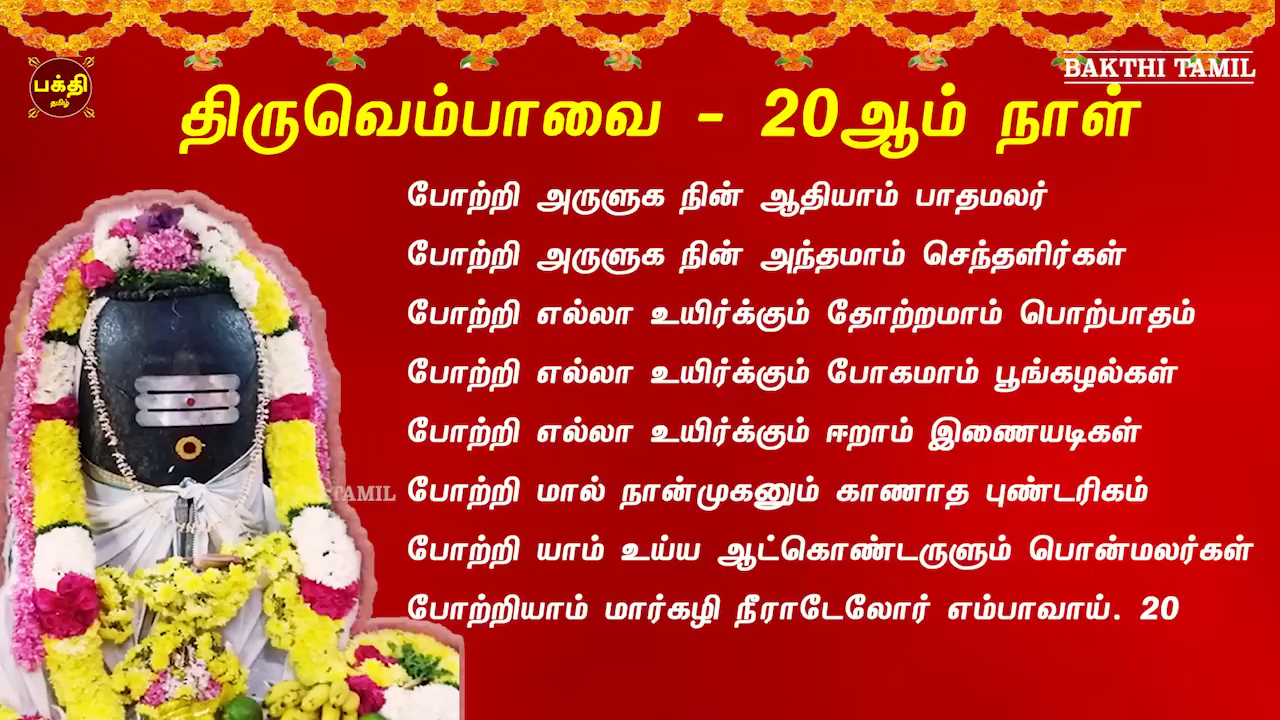 பக்தி
தமிழ்
BAKTHI TAMIL
திருவெம்பாவை - 20ஆம் நாள்
போற்றி அருளுக நின் ஆதியாம் பாதமலர்
போற்றி அருளுக நின் அந்தமாம் செந்தளிர்கள்
போற்றி எல்லா உயிர்க்கும் தோற்றமாம் பொற்பாதம்
போற்றி எல்லா உயிர்க்கும் போகமாம் பூங்கழல்கள்
போற்றி எல்லா உயிர்க்கும் ஈறாம் இணையடிகள்
TAMIL
போற்றி மால் நான்முகனும் காணாத புண்டரிகம்
போற்றி யாம் உய்ய ஆட்கொண்டருளும் பொன்மலர்கள்
போற்றியாம் மார்கழி நீராடேலோர் எம்பாவாய். 20